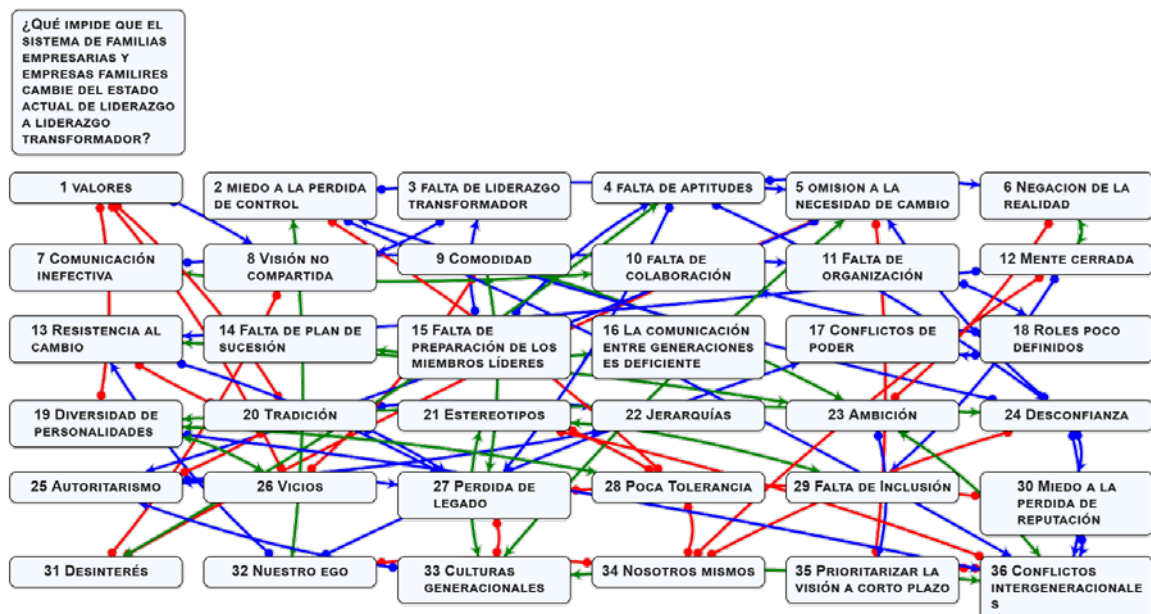 ¿QUÉ IMPIDE QUE EL
SISTEMA DE FAMILIAS
EMPRESARIAS Y
EMPRESAS FAMILIRES
CAMBIE DEL ESTADO
ACTUAL DE LIDERAZGO
A LIDERAZGO
TRANSFORMADOR?
1 VALORES
2 MIEDO A LA PERDIDA
DE CONTROL
3 FALTA DE LIDERAZGO
TRANSFORMADOR
4 FALTA DE APTITUDES
5 OMISION A LA
NECESIDAD DE CAMBIO
6 NEGACION DE LA
REALIDAD
7 COMUNICACIÓN
INEFECTIVA
8 VISIÓN NO
COMPARTIDA
9 COMODIDAD
10 FALTA DE
COLABORACIÓN
11 FALTA DE
ORGANIZACIÓN
12 MENTE CERRADA
13 RESISTENCIA AL
CAMBIO
14 FALTA DE PLAN DE
SUCESIÓN
15 FALTA DE
PREPARACIÓN DE LOS
MIEMBROS LÍDERES
16 LA COMUNICACIÓN
ENTRE GENERACIONES
ES DEFICIENTE
17 CONFLICTOS DE
PODER
18 ROLES POCO
DEFINIDOS
19 DIVERSIDAD DE
PERSONALIDADES
20 TRADICIÓN
21 ESTEREOTIPOS
22 JERARQUÍAS
23 AMBICIÓN
24 DESCONFIANZA
25 AUTORITARISMO
26 VICIOS
27 PERDIDA DE
LEGADO
28 POCA TOLERANCIA
29 FALTA DE INCLUSIÓN
30 MIEDO A LA
PERDIDA DE
REPUTACIÓN
31 DESINTERÉS
32 NUESTRO EGO
33 CULTURAS
GENERACIONALES
34 NOSOTROS MISMOS
35 PRIORITARIZAR LA
VISIÓN A CORTO PLAZO
36 CONFLICTOS
INTERGENERACIONALE
S